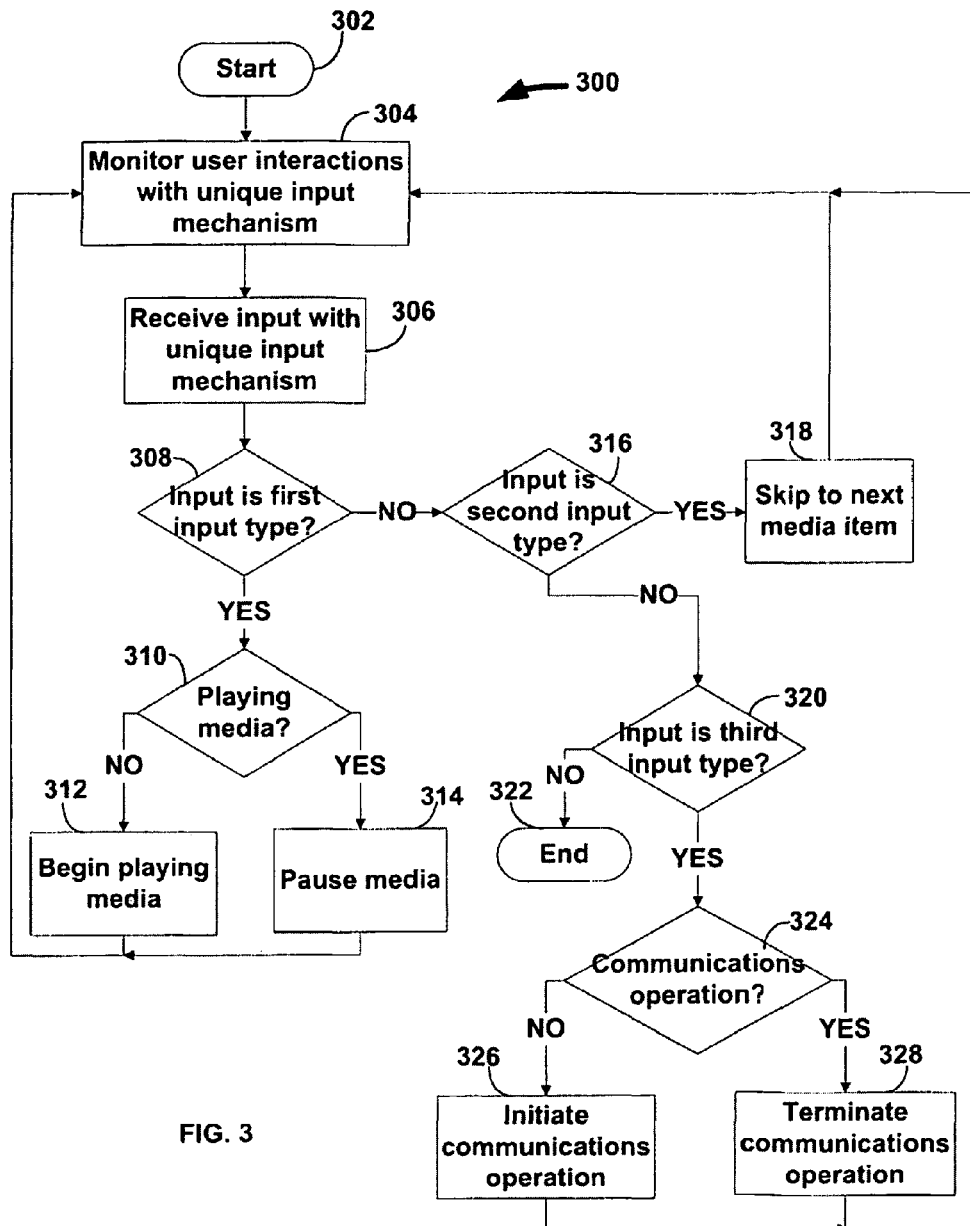 302
Start
300
304
Monitor user interactions
with unique input
mechanism
306
Receive input with
unique input
mechanism
308
Input is first
input type?
NO
316
Input is
second input
type?
YES
318
Skip to next
media item
YES
NO
310
Playing
media?
NO
YES
312
Begin playing
media
314
Pause media
320
Input is third
input type?
NO
322
End
YES
324
Communications
operation?
NO
YES
326
Initiate
communications
operation
328
Terminate
communications
operation
FIG. 3